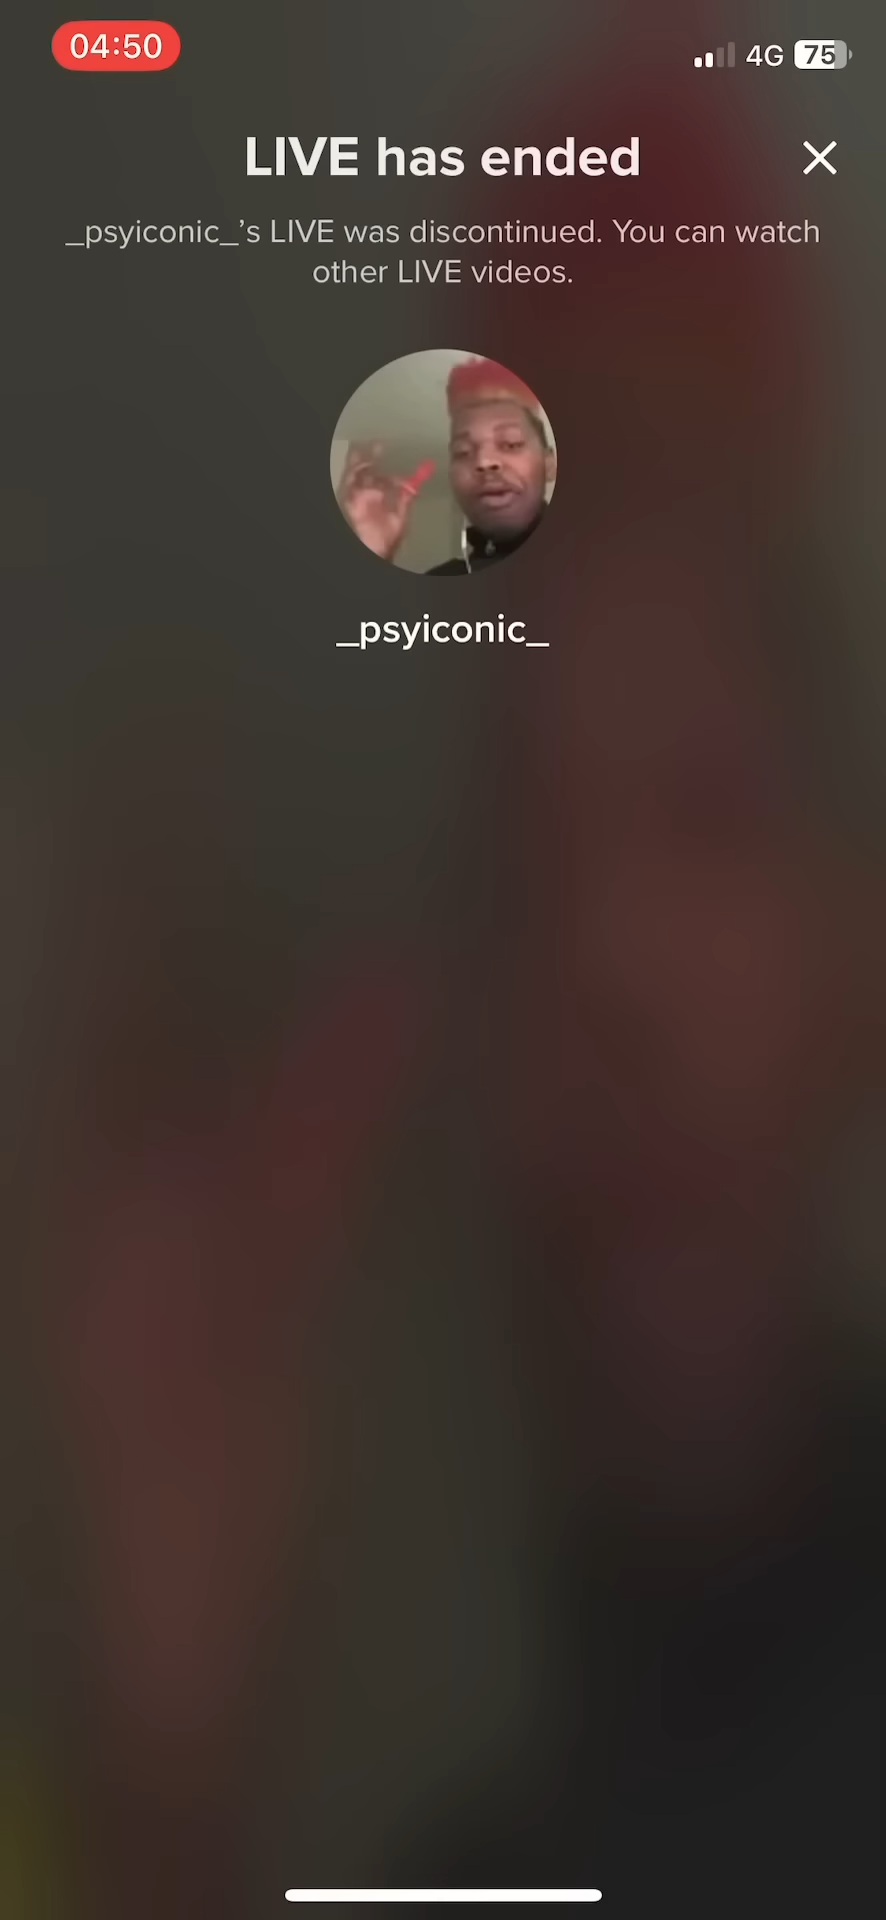 04:50
4G
75
LIVE has ended
_psyiconic_’s LIVE was discontinued. You can watch
other LIVE videos.
_psyiconic_